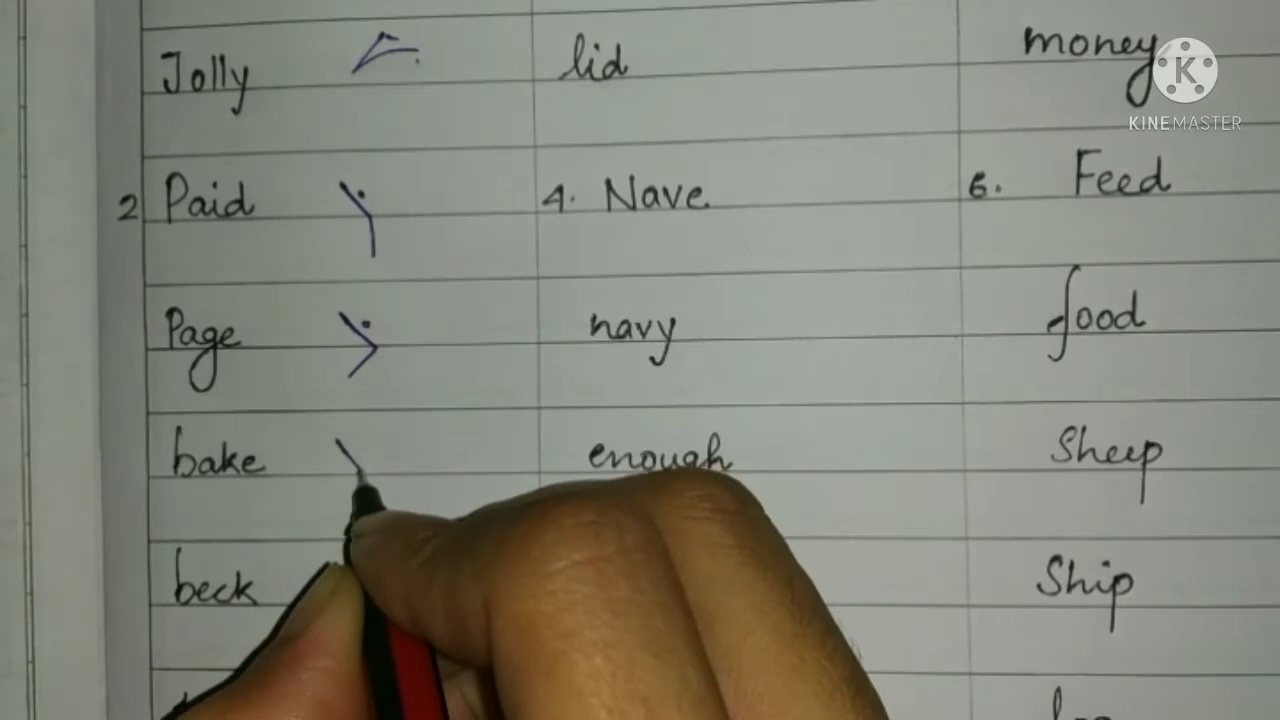 Jolly lid money
KINEMASTER
2 Paid 4. Nave 6. Feed
Page navy food
bake enough Sheep
beck Ship